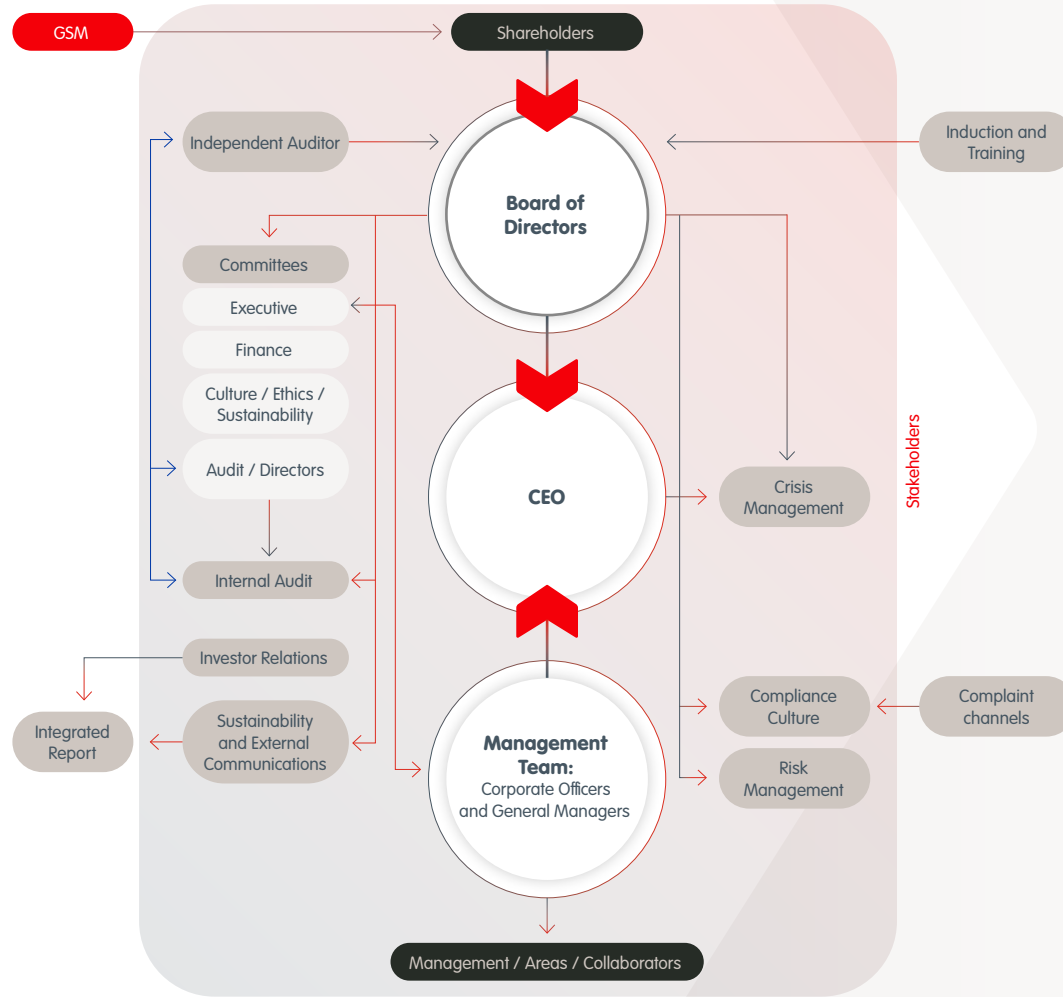 GSM
Shareholders
Independent Auditor
Induction and
Training
Board of
Directors
Committees
Executive
Finance
Culture / Ethics /
Sustainability
Audit / Directors
CEO
Crisis
Management
Stakeholders
Internal Audit
Investor Relations
Integrated
Report
Sustainability
and External
Communications
Management
Team:
Corporate Officers
and General Managers
Compliance
Culture
Complaint
channels
Risk
Management
Management / Areas / Collaborators